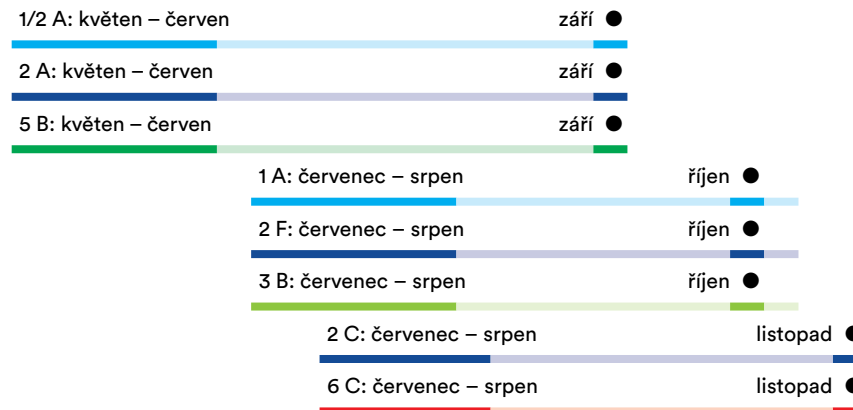 1/2 A: květen – červen září
2 A: květen – červen září
5 B: květen – červen září
1 A: červenec – srpen říjen
2 F: červenec – srpen říjen
3 B: červenec – srpen říjen
2 C: červenec – srpen listopad
6 C: červenec – srpen listopad